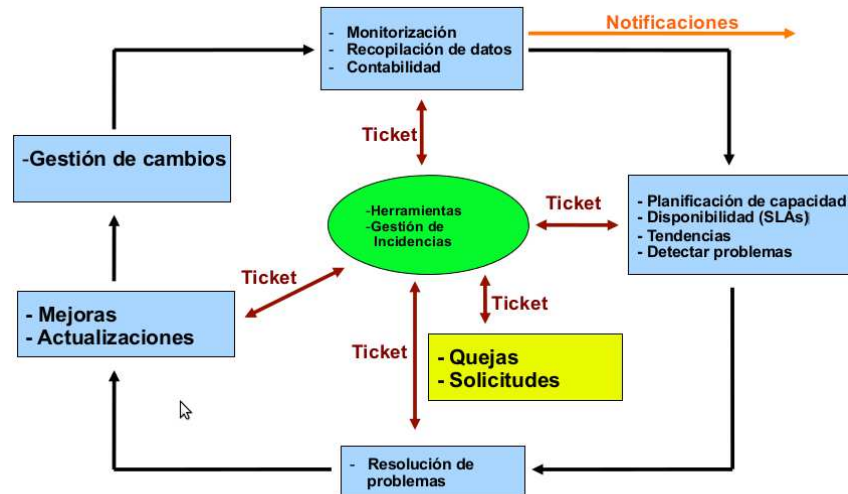 - Monitorización
- Recopilación de datos
- Contabilidad
Notificaciones
Ticket
-Gestión de cambios
-Herramientas
-Gestión de
Incidencias
Ticket
- Planificación de capacidad
- Disponibilidad (SLAs)
- Tendencias
- Detectar problemas
Ticket
- Mejoras
- Actualizaciones
Ticket
Ticket
- Quejas
- Solicitudes
- Resolución de
problemas